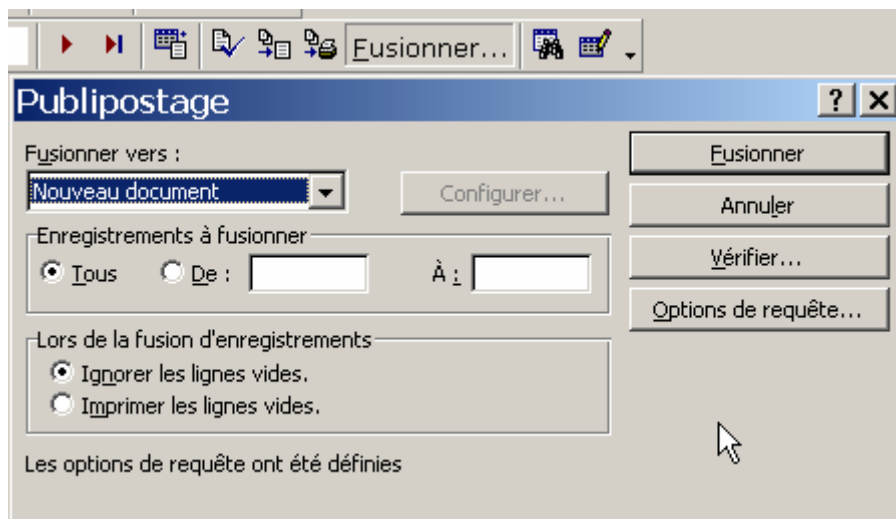 Fusionner...
Publipostage
Fusionner vers :
Nouveau document
Configurer...
Enregistrements à fusionner
Tous De : À :
Lors de la fusion d'enregistrements
Ignorer les lignes vides.
Imprimer les lignes vides.
Les options de requête ont été définies
Fusionner
Annuler
Vérifier...
Options de requête...